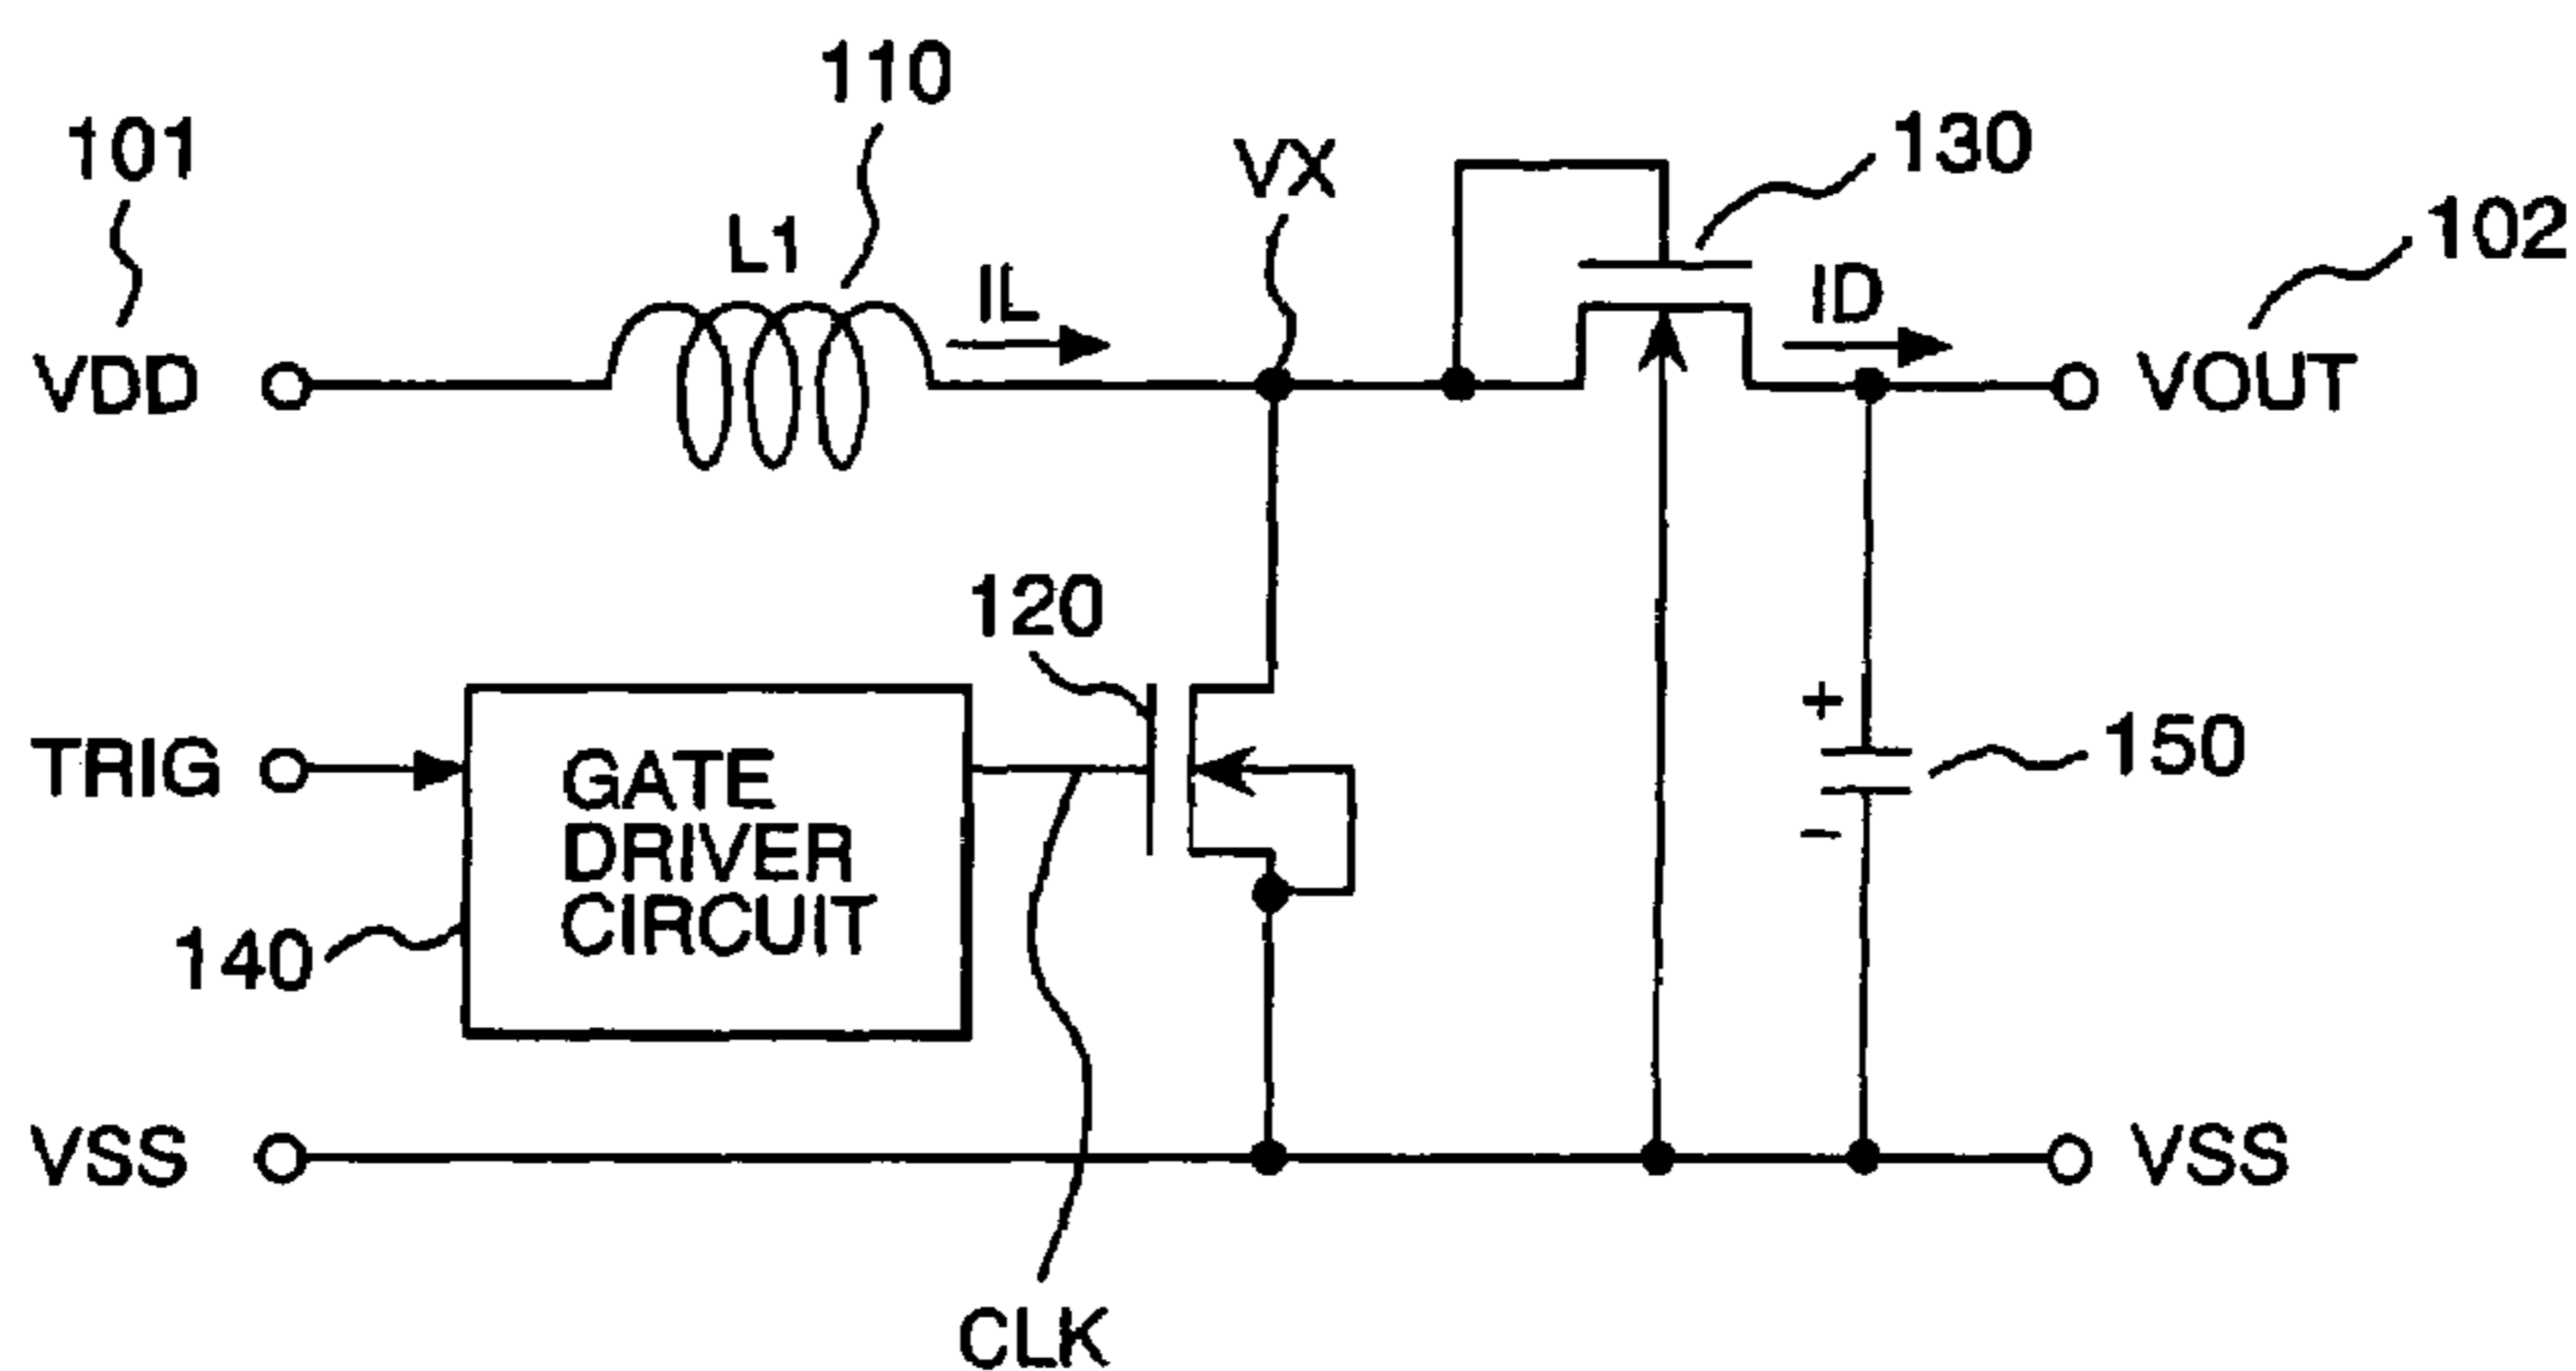 110
101
VX
130
102
L1
IL
ID
VDD
VOUT
120
+
150
TRIG
GATE
DRIVER
CIRCUIT
−
140
VSS
VSS
CLK